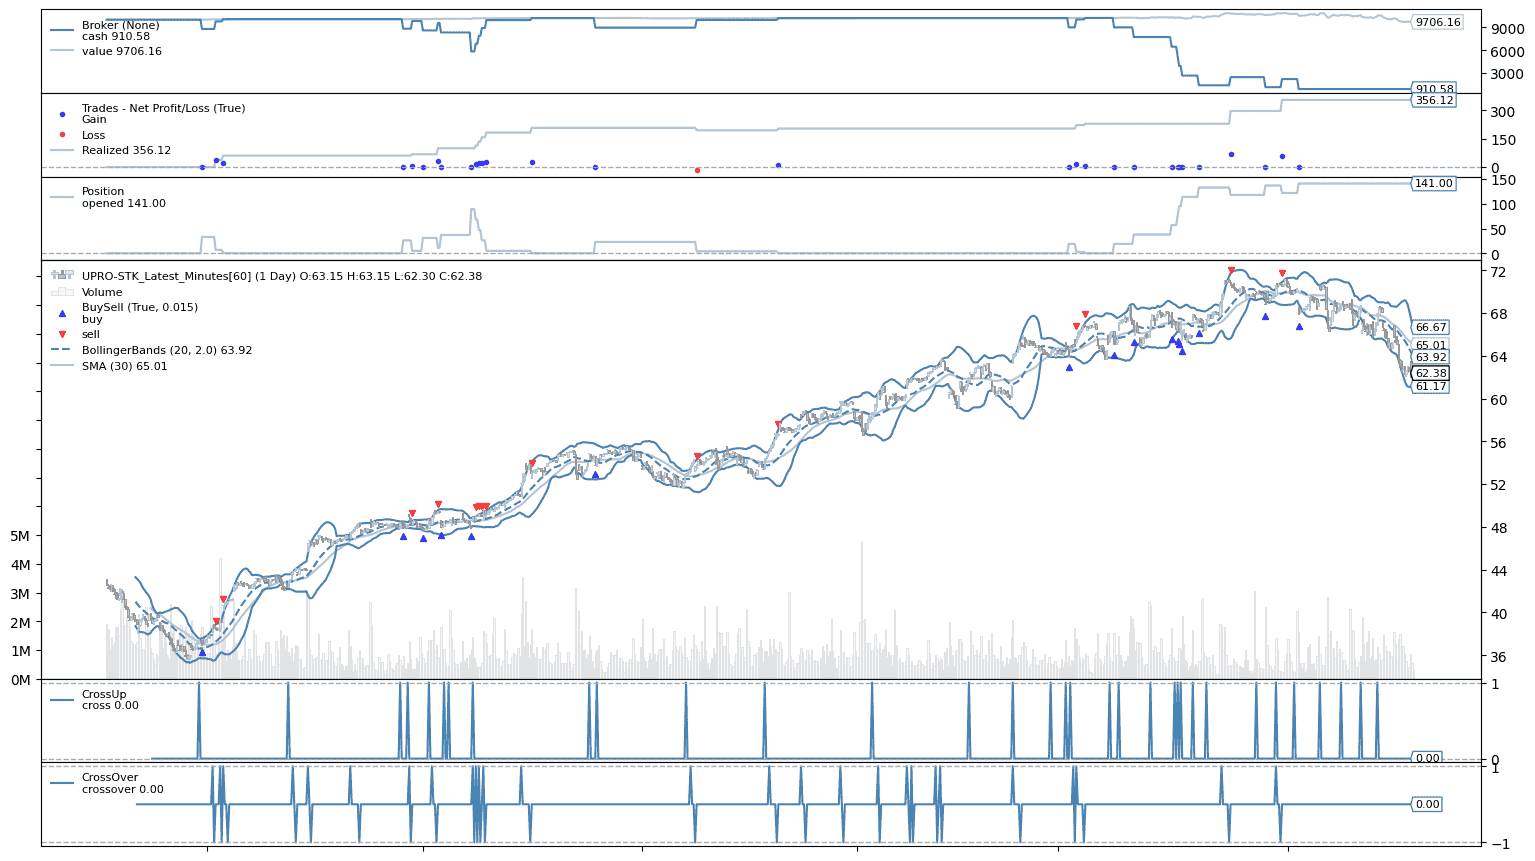 Broker (None)
cash 910.58
value 9706.16
9706.16
9000
6000
3000
910.58
Trades - Net Profit/Loss (True)
Gain
Loss
Realized 356.12
356.12
300
150
0
Position
opened 141.00
141.00
150
100
50
0
UPRO-STK_Latest_Minutes[60] (1 Day) O:63.15 H:63.15 L:62.30 C:62.38
Volume
BuySell (True, 0.015)
buy
sell
BollingerBands (20, 2.0) 63.92
SMA (30) 65.01
72
68
66.67
65.01
64
63.92
62.38
61.17
60
56
52
48
44
40
36
5M
4M
3M
2M
1M
0M
CrossUp
cross 0.00
1
0.00
0
CrossOver
crossover 0.00
1
0.00
−1